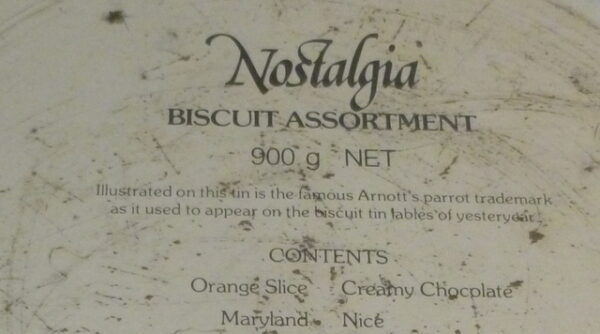 Nostalgia
BISCUIT ASSORTMENT
900 g NET
Illustrated on this tin is the famous Arnott's parrot trademark
as it used to appear on the biscuit tin lables of yesteryear.
CONTENTS
Orange Slice Creamy Chocolate
Maryland Nice